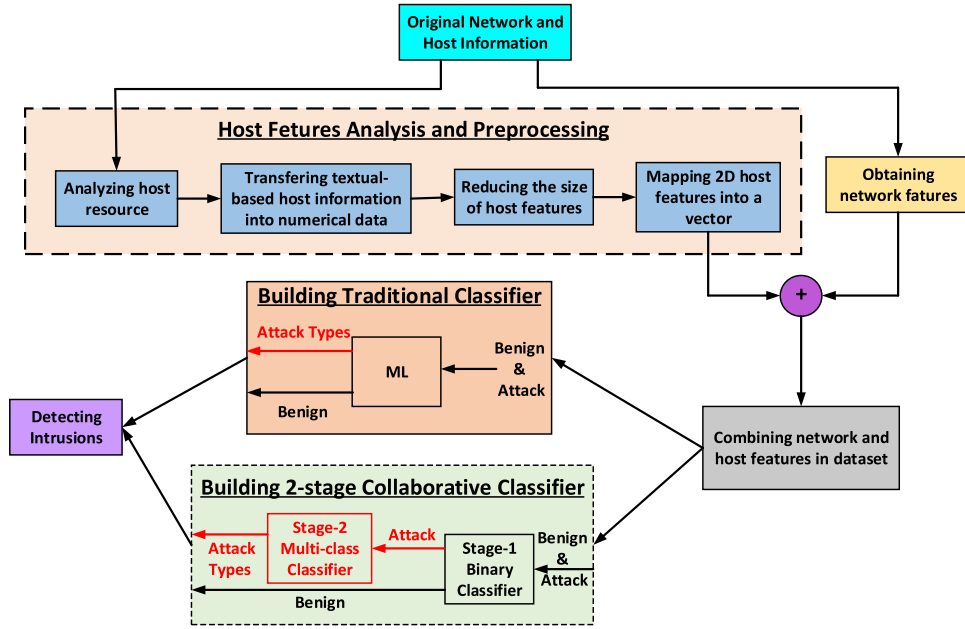 Original Network and
Host Information
Host Fetures Analysis and Preprocessing
Analyzing host
resource
Transfering textual-
based host information
into numerical data
Reducing the size
of host features
Mapping 2D host
features into a
vector
Obtaining
network fatures
+
Building Traditional Classifier
Attack Types
ML
Benign
&
Attack
Benign
Detecting
Intrusions
Combining network and
host features in dataset
Building 2-stage Collaborative Classifier
Stage-2
Multi-class
Classifier
Attack
Attack
Types
Stage-1
Binary
Classifier
Benign
&
Attack
Benign